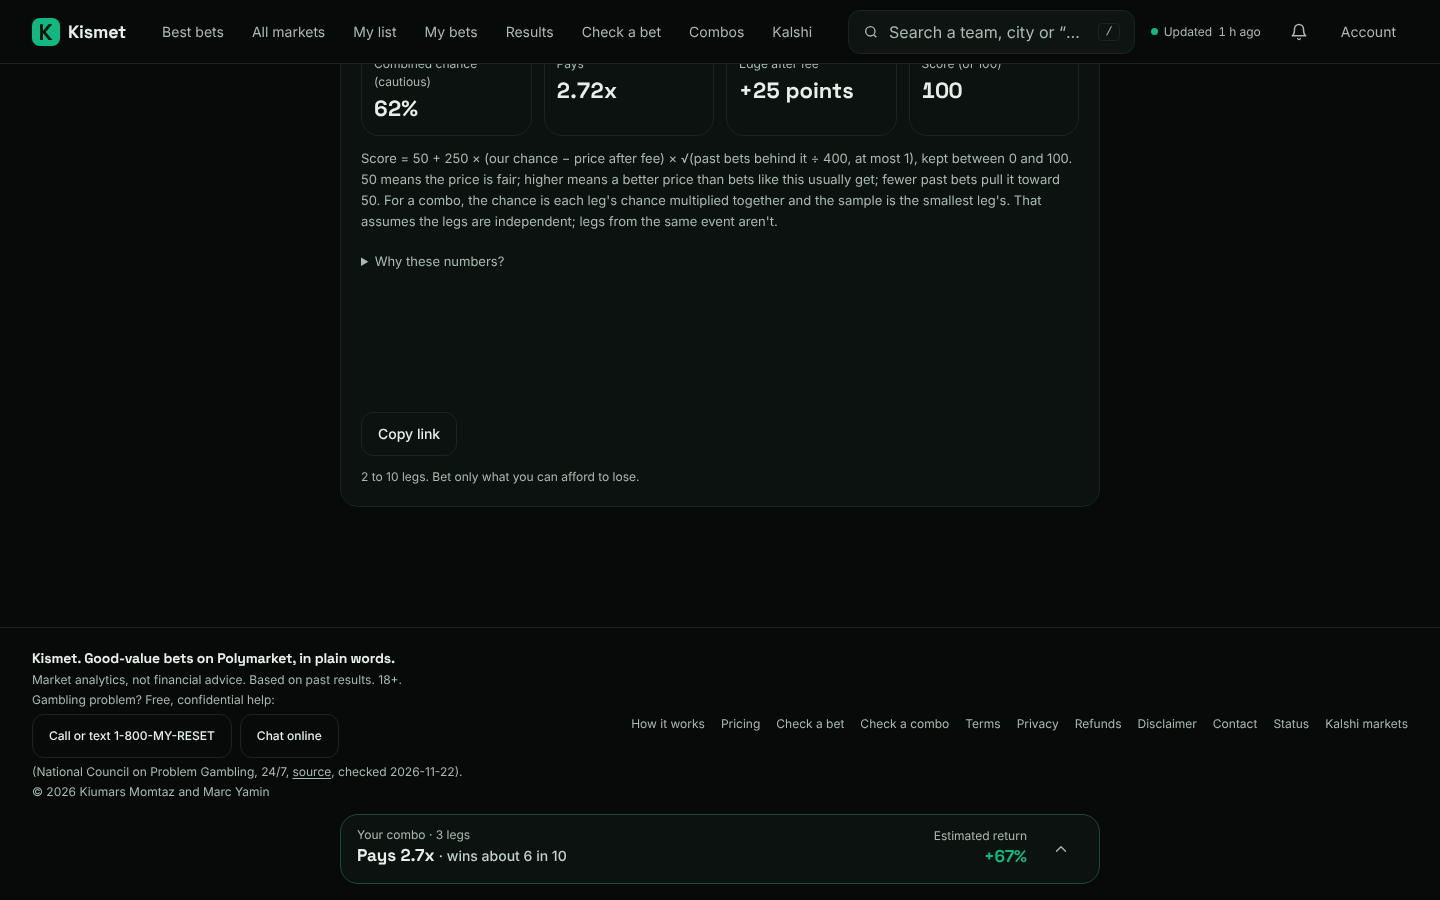 Kismet
Best bets
All markets
My list
My bets
Results
Check a bet
Combos
Kalshi
Search a team, city or “…
/
Updated 1 h ago
Account
Combined chance
(cautious)
62%
Pays
2.72x
Edge after fee
+25 points
Score (of 100)
100
Score = 50 + 250 × (our chance − price after fee) × √(past bets behind it ÷ 400, at most 1), kept between 0 and 100.
50 means the price is fair; higher means a better price than bets like this usually get; fewer past bets pull it toward
50. For a combo, the chance is each leg's chance multiplied together and the sample is the smallest leg's. That
assumes the legs are independent; legs from the same event aren't.
Why these numbers?
Copy link
2 to 10 legs. Bet only what you can afford to lose.
Kismet. Good-value bets on Polymarket, in plain words.
Market analytics, not financial advice. Based on past results. 18+.
Gambling problem? Free, confidential help:
Call or text 1-800-MY-RESET
Chat online
(National Council on Problem Gambling, 24/7, source, checked 2026-11-22).
© 2026 Kiumars Momtaz and Marc Yamin
How it works
Pricing
Check a bet
Check a combo
Terms
Privacy
Refunds
Disclaimer
Contact
Status
Kalshi markets
Your combo · 3 legs
Pays 2.7x · wins about 6 in 10
Estimated return
+67%